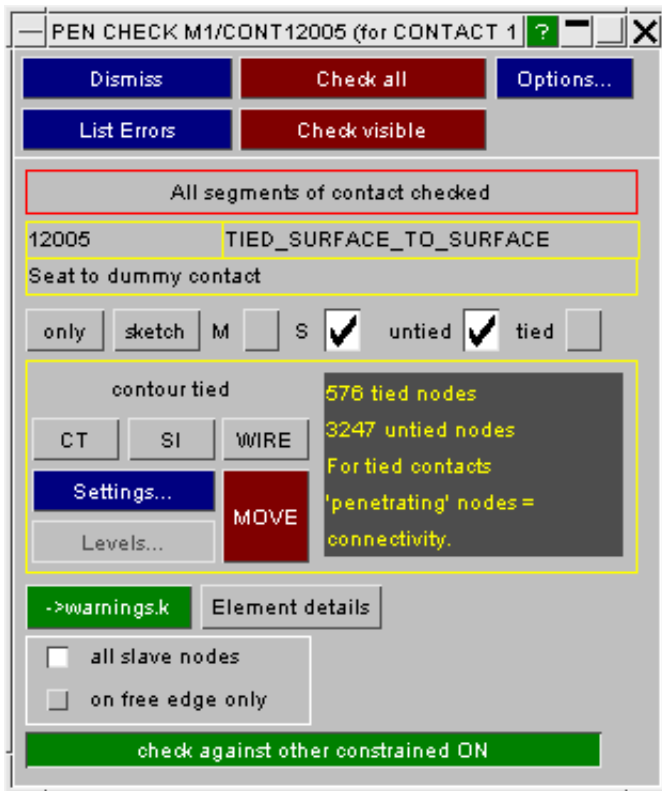 PEN CHECK M1/CONT12005 (for CONTACT 1 ?
Dismiss Check all Options...
List Errors Check visible
All segments of contact checked
12005 TIED_SURFACE_TO_SURFACE
Seat to dummy contact
only sketch M S untied tied
contour tied
CT SI WIRE
Settings...
MOVE
Levels...
576 tied nodes
3247 untied nodes
For tied contacts
'penetrating' nodes =
connectivity.
->warnings.k Element details
all slave nodes
on free edge only
check against other constrained ON